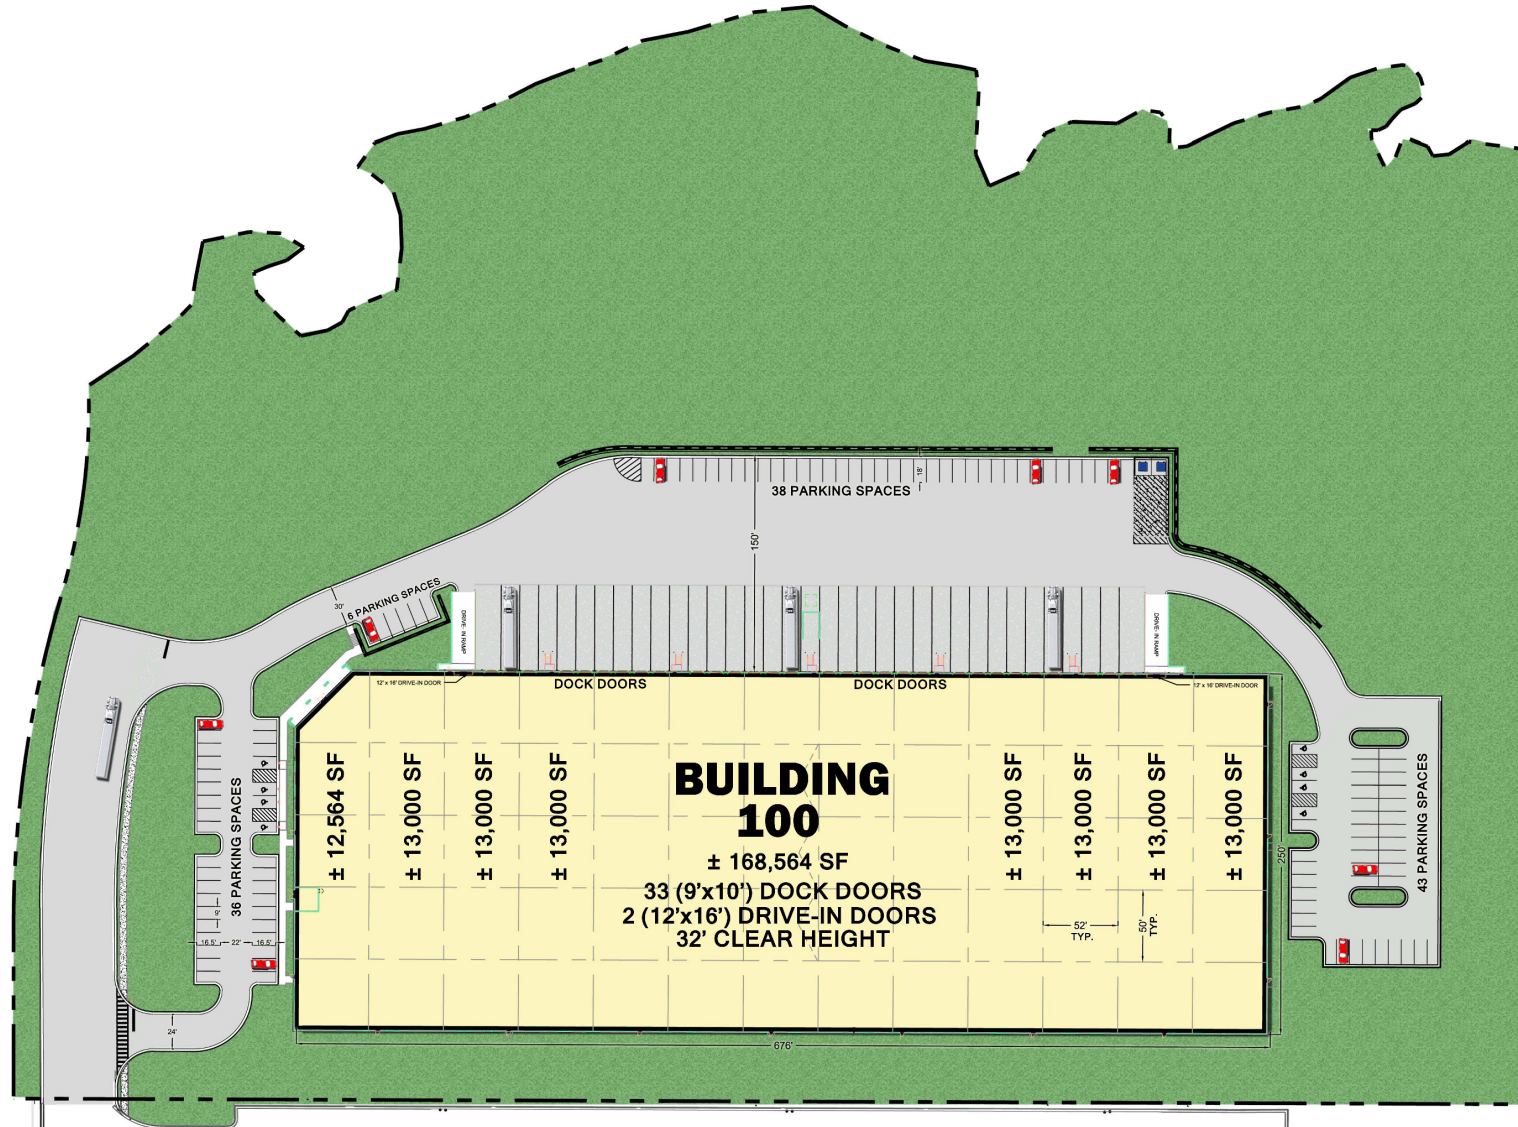 18'
38 PARKING SPACES
150'
6 PARKING SPACES
30'
DRIVE-IN RAMP
DRIVE-IN RAMP
12' x 16' DRIVE-IN DOOR
DOCK DOORS
DOCK DOORS
12' x 16' DRIVE-IN DOOR
36 PARKING SPACES
± 12,564 SF
± 13,000 SF
± 13,000 SF
± 13,000 SF
BUILDING
100
± 168,564 SF
33 (9'x10') DOCK DOORS
2 (12'x16') DRIVE-IN DOORS
32' CLEAR HEIGHT
± 13,000 SF
± 13,000 SF
± 13,000 SF
± 13,000 SF
43 PARKING SPACES
250'
9'
16.5'
22'
16.5'
52'
TYP.
50'
TYP.
24'
676'